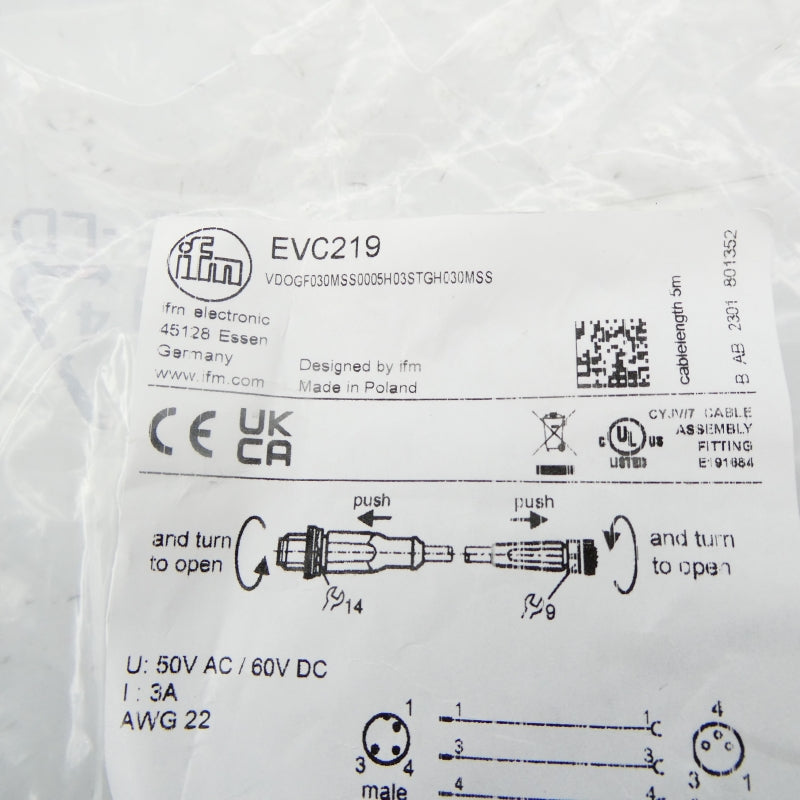 ifm
EVC219
VDOGF030MSS0005H03STGH030MSS
ifm electronic
45128 Essen
Germany
www.ifm.com
Designed by ifm
Made in Poland
cablelength 5m
B AB 2301 801352
CE
UK
CA
c UL us
LISTED
CYJV/7 CABLE
ASSEMBLY
FITTING
E191684
push
push
and turn
to open
and turn
to open
14
9
U: 50V AC / 60V DC
I : 3A
AWG 22
1
3
4
male
1
1
3
3
4
4
4
3
1